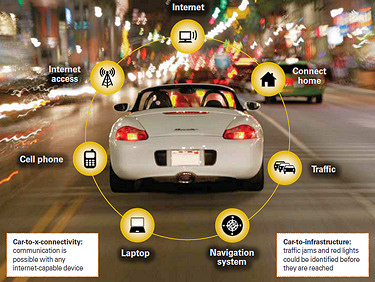 Internet
Internet
access
Connect
home
Cell phone
Traffic
Laptop
Navigation
system
Car-to-x-connectivity:
communication is
possible with any
internet-capable device
Car-to-infrastructure:
traffic jams and red lights
could be identified before
they are reached